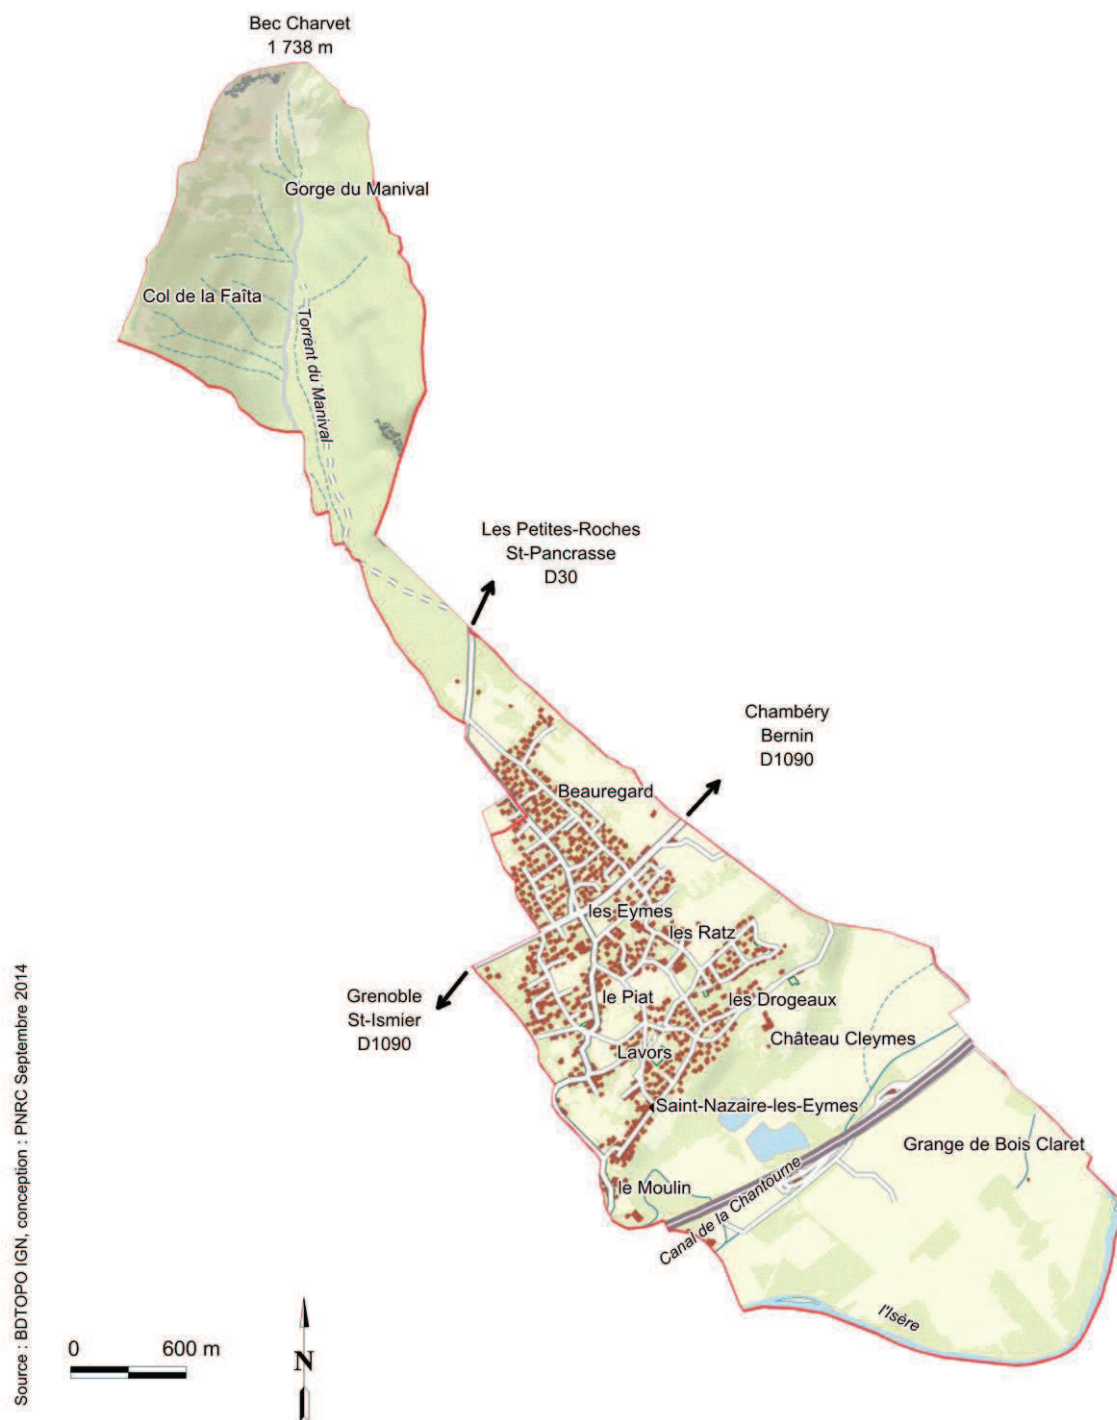 Bec Charvet
1 738 m
Gorge du Manival
Col de la Faîta
Torrent du Manival
Les Petites-Roches
St-Pancrasse
D30
Chambéry
Bernin
D1090
Beauregard
les Eymes
les Ratz
Grenoble
St-Ismier
D1090
le Piat
les Drogeaux
Château Cleymes
Lavors
Saint-Nazaire-les-Eymes
Grange de Bois Claret
le Moulin
Canal de la Chantourne
l'Isère
0 600 m
N
Source : BDTOPO IGN, conception : PNRC Septembre 2014